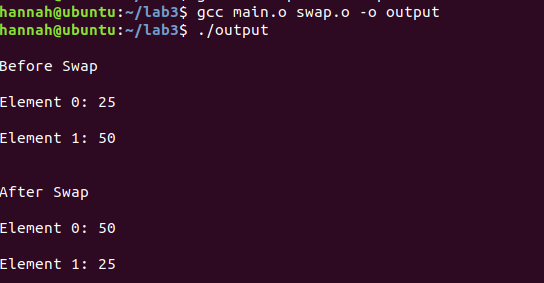 hannah@ubuntu:~/lab3$ gcc main.o swap.o -o output
hannah@ubuntu:~/lab3$ ./output
Before Swap
Element 0: 25
Element 1: 50
After Swap
Element 0: 50
Element 1: 25